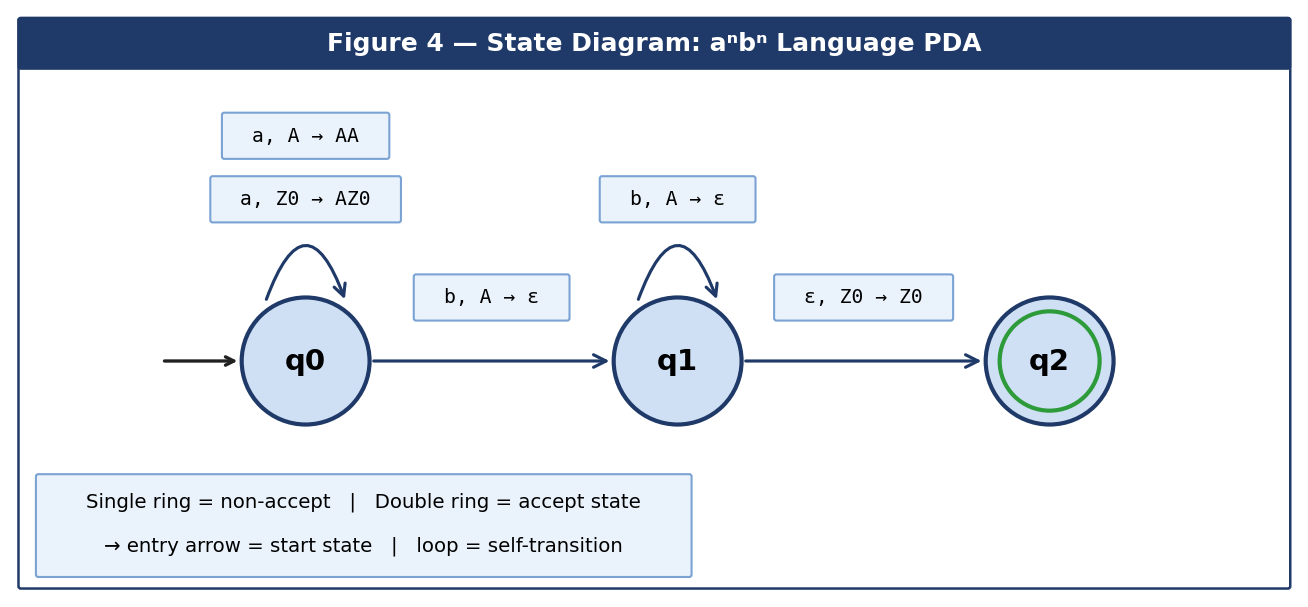 Figure 4 — State Diagram: aⁿbⁿ Language PDA
a, A → AA
a, Z0 → AZ0
b, A → ε
b, A → ε
ε, Z0 → Z0
q0
q1
q2
Single ring = non-accept | Double ring = accept state
→ entry arrow = start state | loop = self-transition